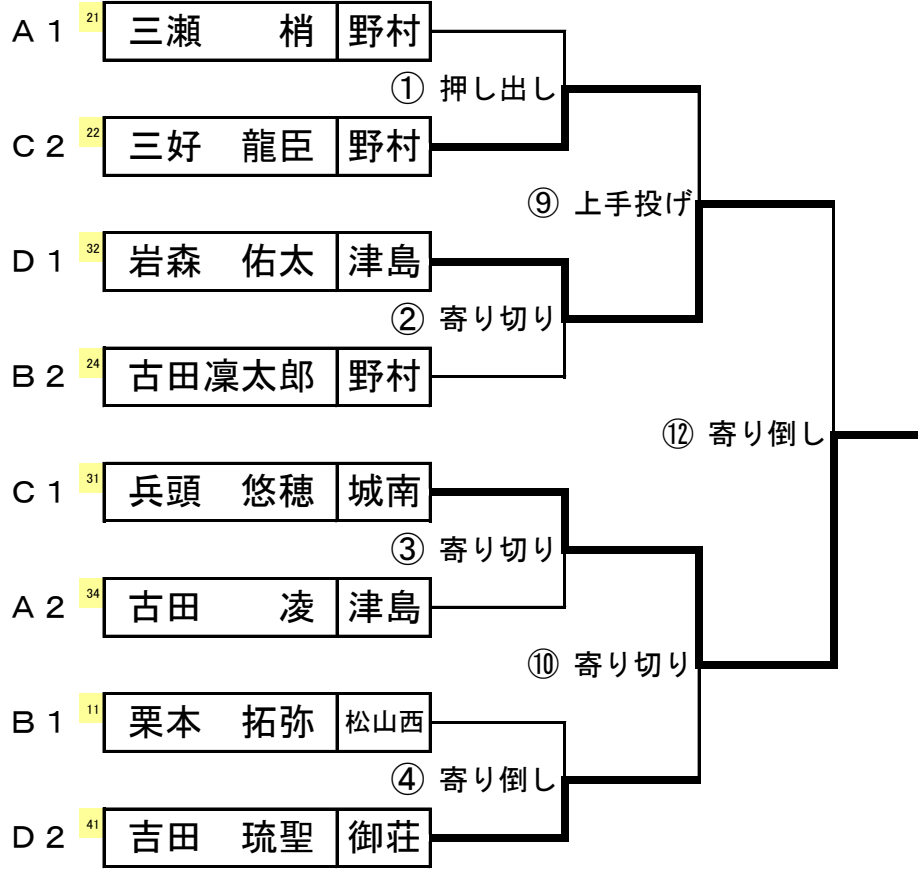 Ａ１ 21 三瀬　　梢 野村
① 押し出し
Ｃ２ 22 三好　龍臣 野村
⑨ 上手投げ
Ｄ１ 32 岩森　佑太 津島
② 寄り切り
Ｂ２ 24 古田凜太郎 野村
⑫ 寄り倒し
Ｃ１ 31 兵頭　悠穂 城南
③ 寄り切り
Ａ２ 34 古田　　凌 津島
⑩ 寄り切り
Ｂ１ 11 栗本　拓弥 松山西
④ 寄り倒し
Ｄ２ 41 吉田　琉聖 御荘